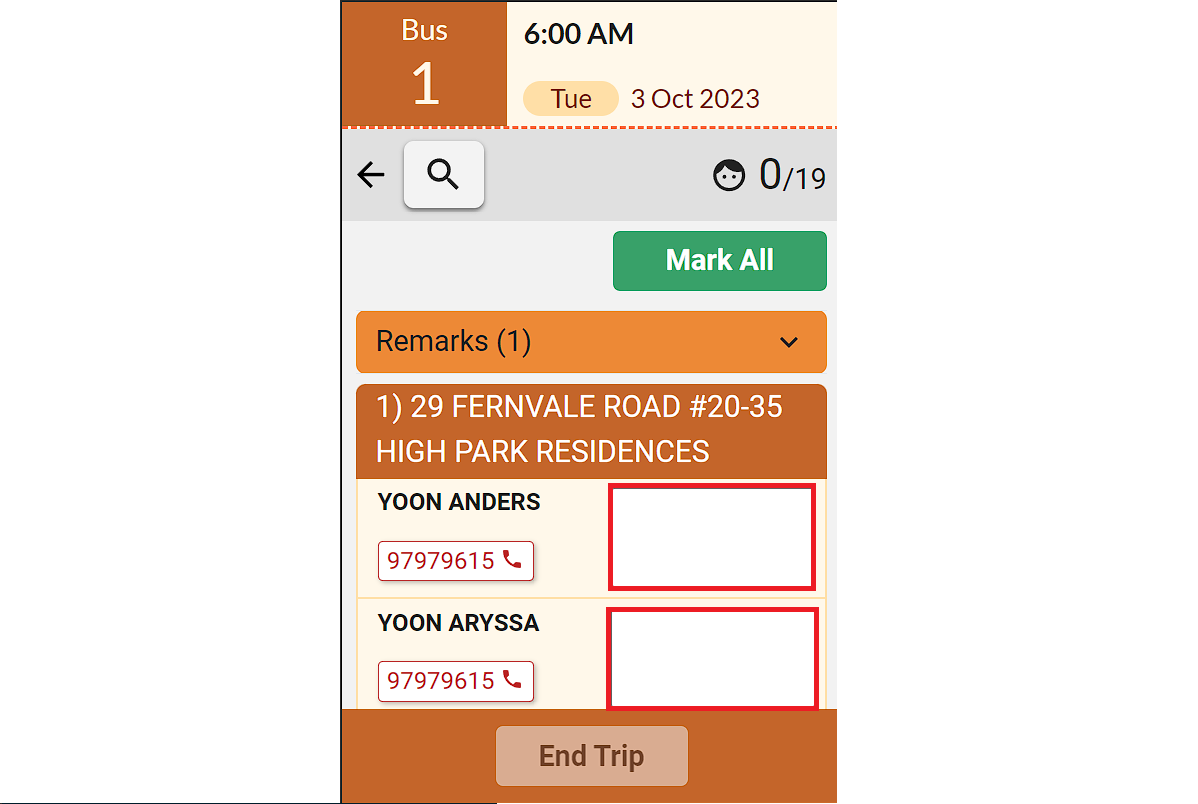 Bus
1
6:00 AM
Tue 3 Oct 2023
0/19
Mark All
Remarks (1)
1) 29 FERNVALE ROAD #20-35
HIGH PARK RESIDENCES
YOON ANDERS
97979615
YOON ARYSSA
97979615
End Trip